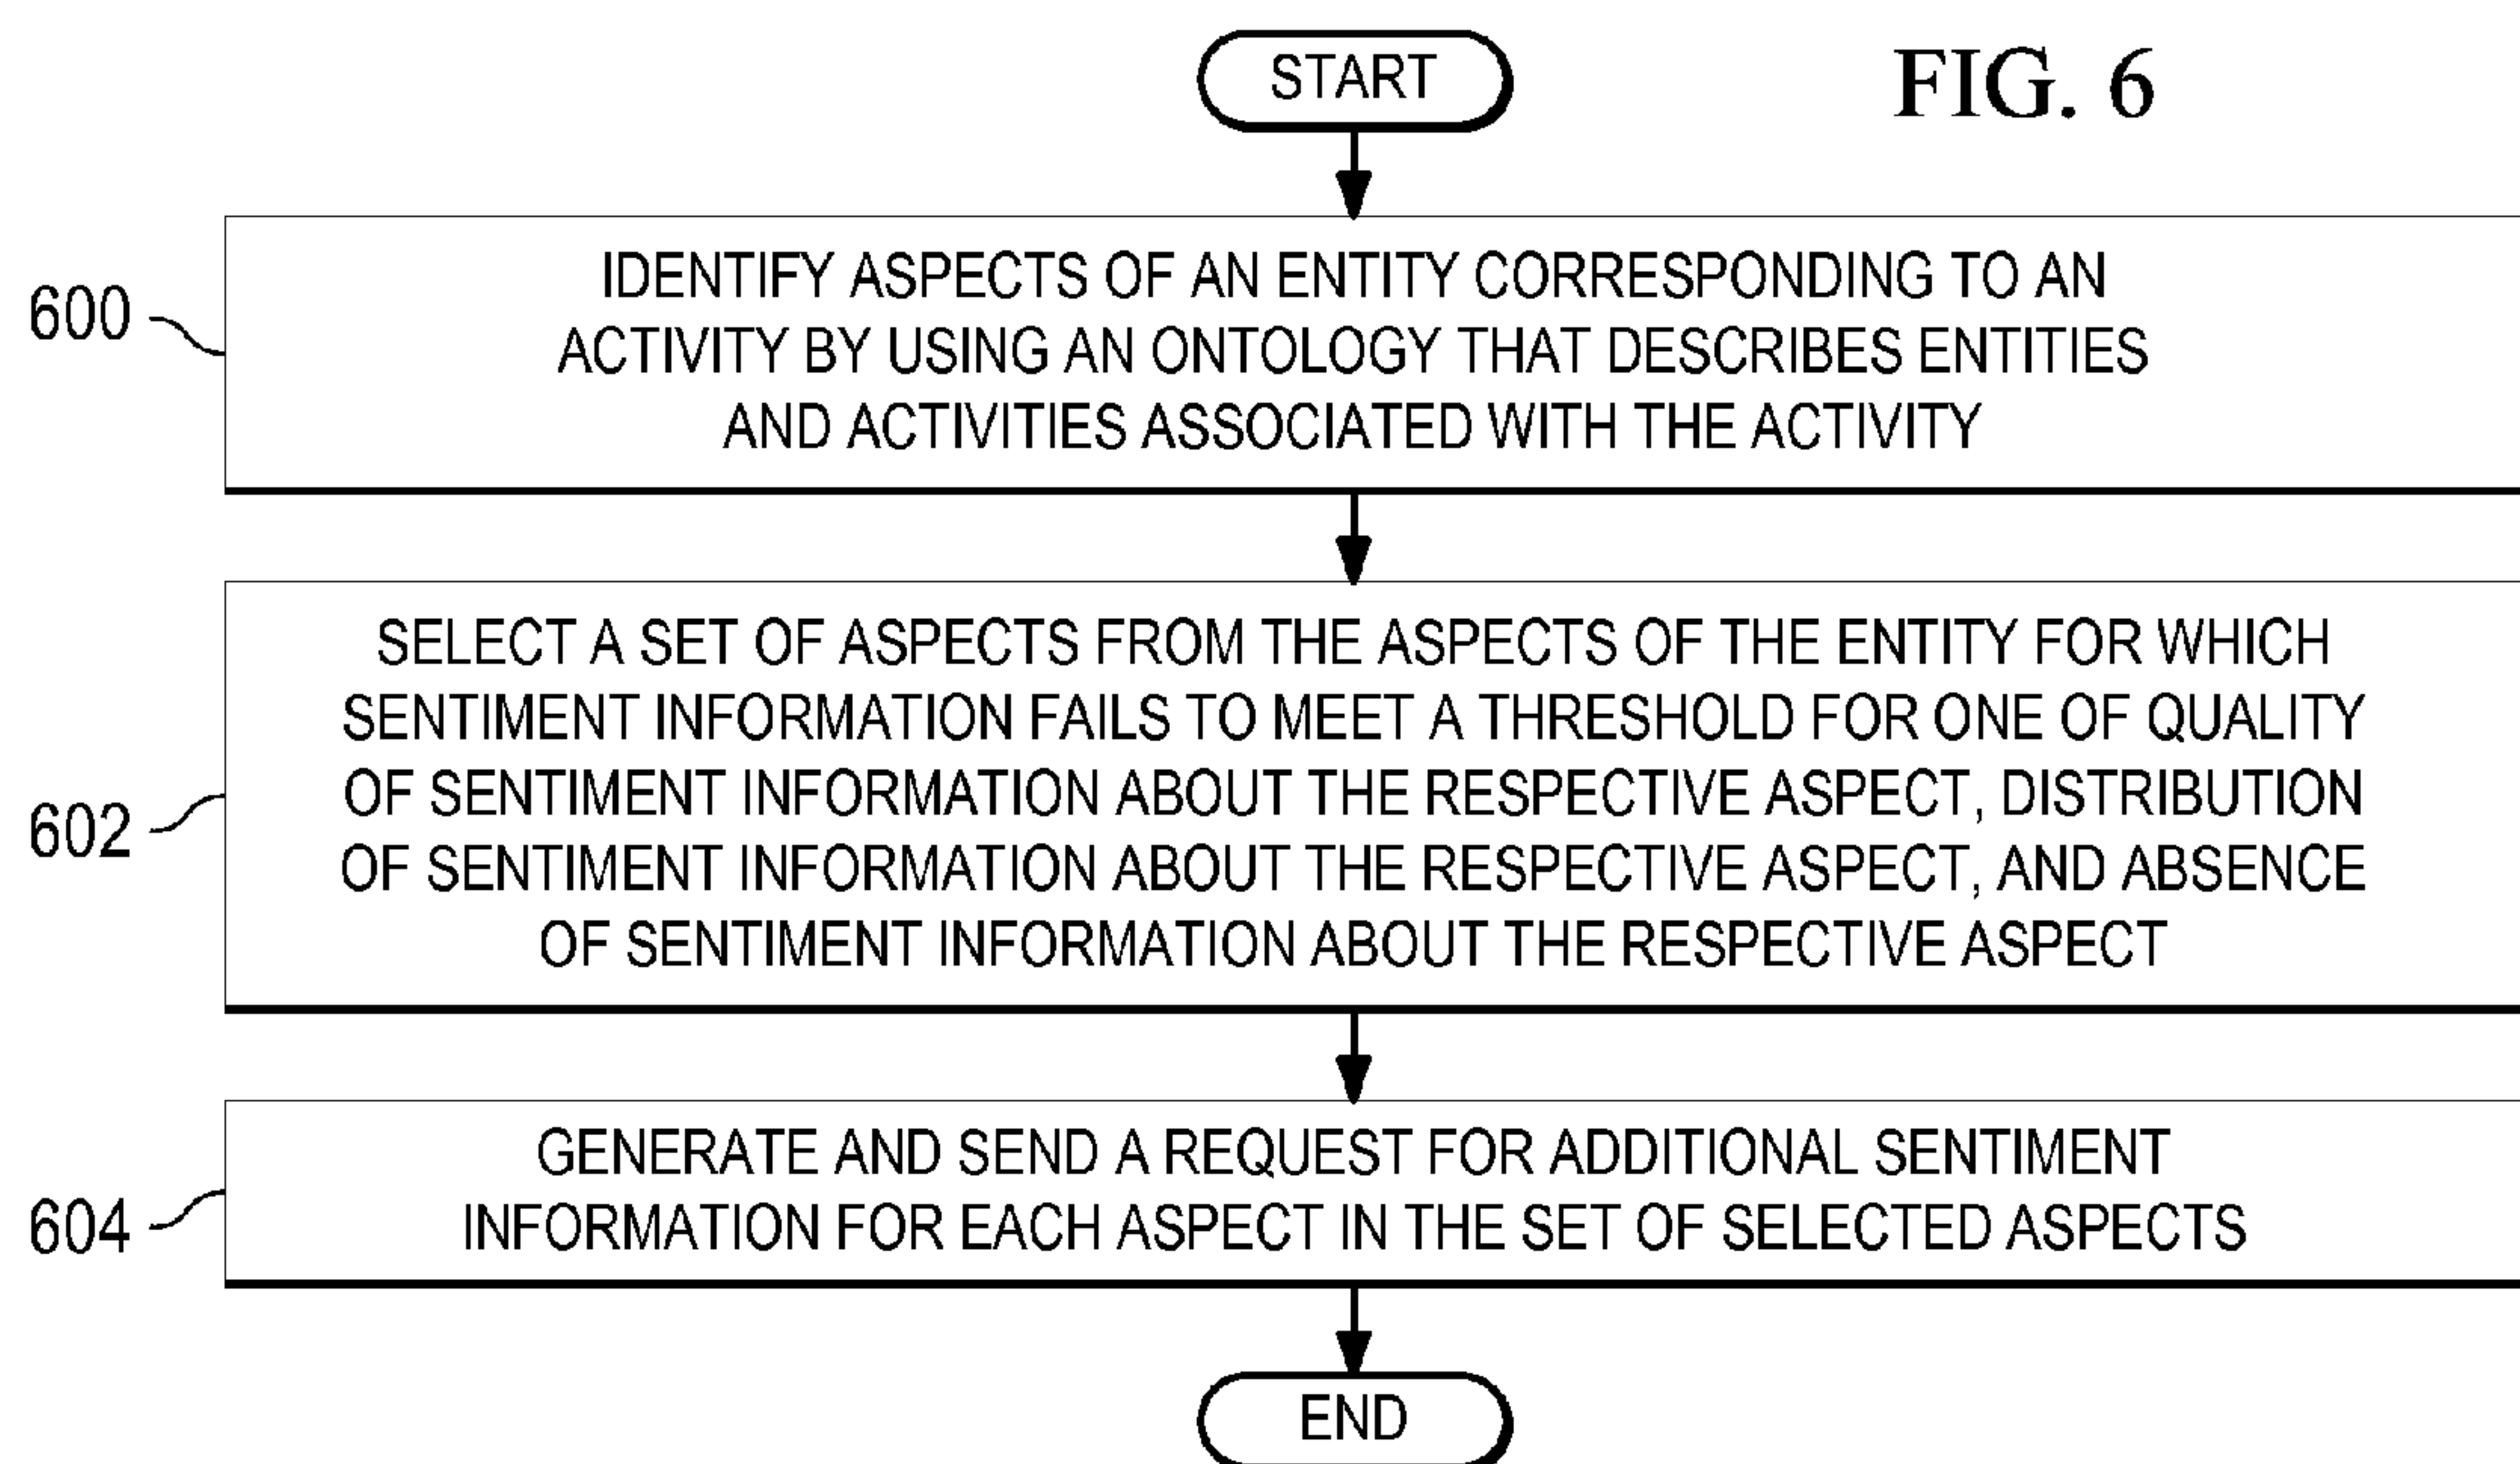 START
FIG. 6
600
IDENTIFY ASPECTS OF AN ENTITY CORRESPONDING TO AN
ACTIVITY BY USING AN ONTOLOGY THAT DESCRIBES ENTITIES
AND ACTIVITIES ASSOCIATED WITH THE ACTIVITY
602
SELECT A SET OF ASPECTS FROM THE ASPECTS OF THE ENTITY FOR WHICH
SENTIMENT INFORMATION FAILS TO MEET A THRESHOLD FOR ONE OF QUALITY
OF SENTIMENT INFORMATION ABOUT THE RESPECTIVE ASPECT, DISTRIBUTION
OF SENTIMENT INFORMATION ABOUT THE RESPECTIVE ASPECT, AND ABSENCE
OF SENTIMENT INFORMATION ABOUT THE RESPECTIVE ASPECT
604
GENERATE AND SEND A REQUEST FOR ADDITIONAL SENTIMENT
INFORMATION FOR EACH ASPECT IN THE SET OF SELECTED ASPECTS
END